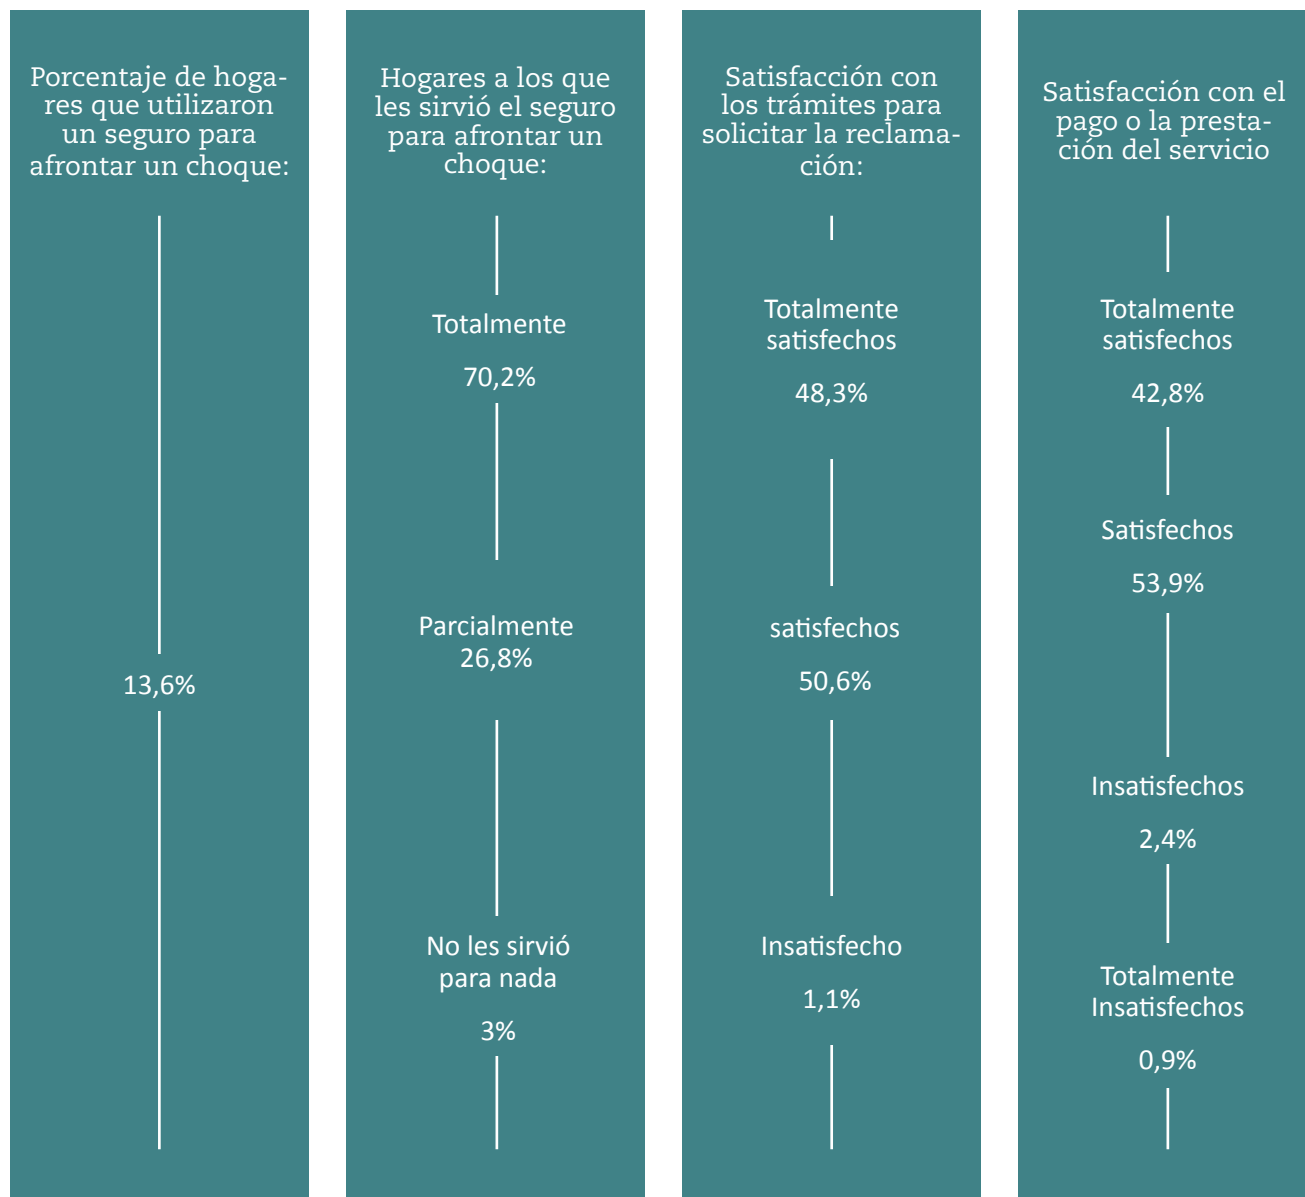 Porcentaje de hoga-
res que utilizaron
un seguro para
afrontar un choque:
13,6%
Hogares a los que
les sirvió el seguro
para afrontar un
choque:
Totalmente
70,2%
Parcialmente
26,8%
No les sirvió
para nada
3%
Satisfacción con
los trámites para
solicitar la reclama-
ción:
Totalmente
satisfechos
48,3%
satisfechos
50,6%
Insatisfecho
1,1%
Satisfacción con el
pago o la presta-
ción del servicio
Totalmente
satisfechos
42,8%
Satisfechos
53,9%
Insatisfechos
2,4%
Totalmente
Insatisfechos
0,9%